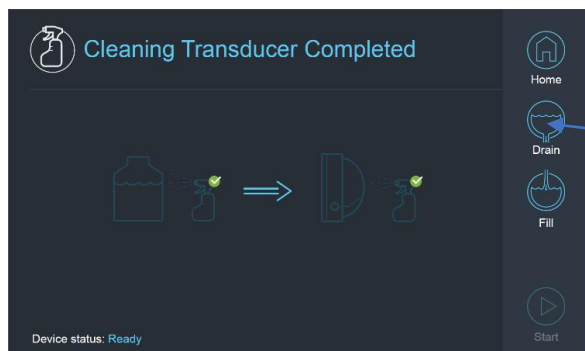 Cleaning Transducer Completed
Home
Drain
Fill
Start
Device status: Ready